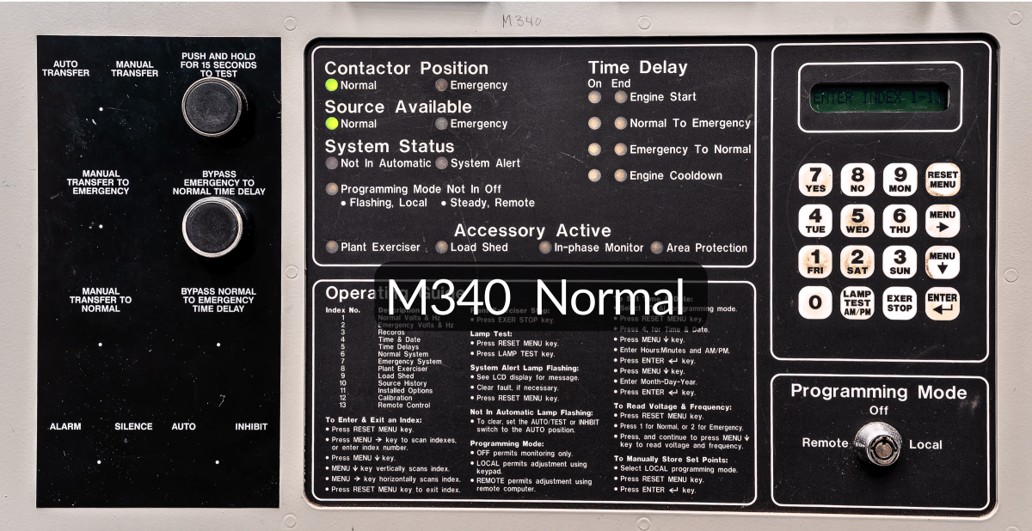 M340
AUTO TRANSFER
MANUAL TRANSFER
PUSH AND HOLD
FOR 15 SECONDS
TO TEST
MANUAL
TRANSFER TO
EMERGENCY
BYPASS
EMERGENCY TO
NORMAL TIME DELAY
MANUAL
TRANSFER TO
NORMAL
BYPASS NORMAL
TO EMERGENCY
TIME DELAY
ALARM SILENCE AUTO INHIBIT
Contactor Position
Normal Emergency
Source Available
Normal Emergency
System Status
Not In Automatic System Alert
Programming Mode Not In Off
• Flashing, Local • Steady, Remote
Time Delay
On End
Engine Start
Normal To Emergency
Emergency To Normal
Engine Cooldown
Accessory Active
Plant Exerciser Load Shed In-phase Monitor Area Protection
M340 Normal
Index No.
1 Normal Volts & Hz
2 Emergency Volts & Hz
3 Records
4 Time & Date
5 Time Delays
6 Normal System
7 Emergency System
8 Plant Exerciser
9 Load Shed
10 Source History
11 Installed Options
12 Calibration
13 Remote Control
To Enter & Exit an Index:
• Press RESET MENU key.
• Press MENU → key to scan indexes,
or enter index number.
• Press MENU ↓ key.
• MENU ↓ key vertically scans index.
• MENU → key horizontally scans index.
• Press RESET MENU key to exit index.
• Press EXER STOP key.
Lamp Test:
• Press RESET MENU key.
• Press LAMP TEST key.
System Alert Lamp Flashing:
• See LCD display for message.
• Clear fault, if necessary.
• Press RESET MENU key.
Not In Automatic Lamp Flashing:
• To clear, set the AUTO/TEST or INHIBIT
switch to the AUTO position.
Programming Mode:
• OFF permits monitoring only.
• LOCAL permits adjustment using
keypad.
• REMOTE permits adjustment using
remote computer.
• Press RESET MENU key.
• Press 4, for Time & Date.
• Press MENU ↓ key.
• Enter Hours:Minutes and AM/PM.
• Press ENTER ↵ key.
• Press MENU ↓ key.
• Enter Month-Day-Year.
• Press ENTER ↵ key.
To Read Voltage & Frequency:
• Press RESET MENU key.
• Press 1 for Normal, or 2 for Emergency.
• Press, and continue to press MENU ↓
key to read voltage and frequency.
To Manually Store Set Points:
• Select LOCAL programming mode.
• Press RESET MENU key.
• Press ENTER ↵ key.
ENTER INDEX
7 YES 8 NO 9 MON RESET MENU
4 TUE 5 WED 6 THU MENU →
1 FRI 2 SAT 3 SUN MENU ↓
0 LAMP TEST AM/PM EXER STOP ENTER ↵
Programming Mode
Off
Remote Local